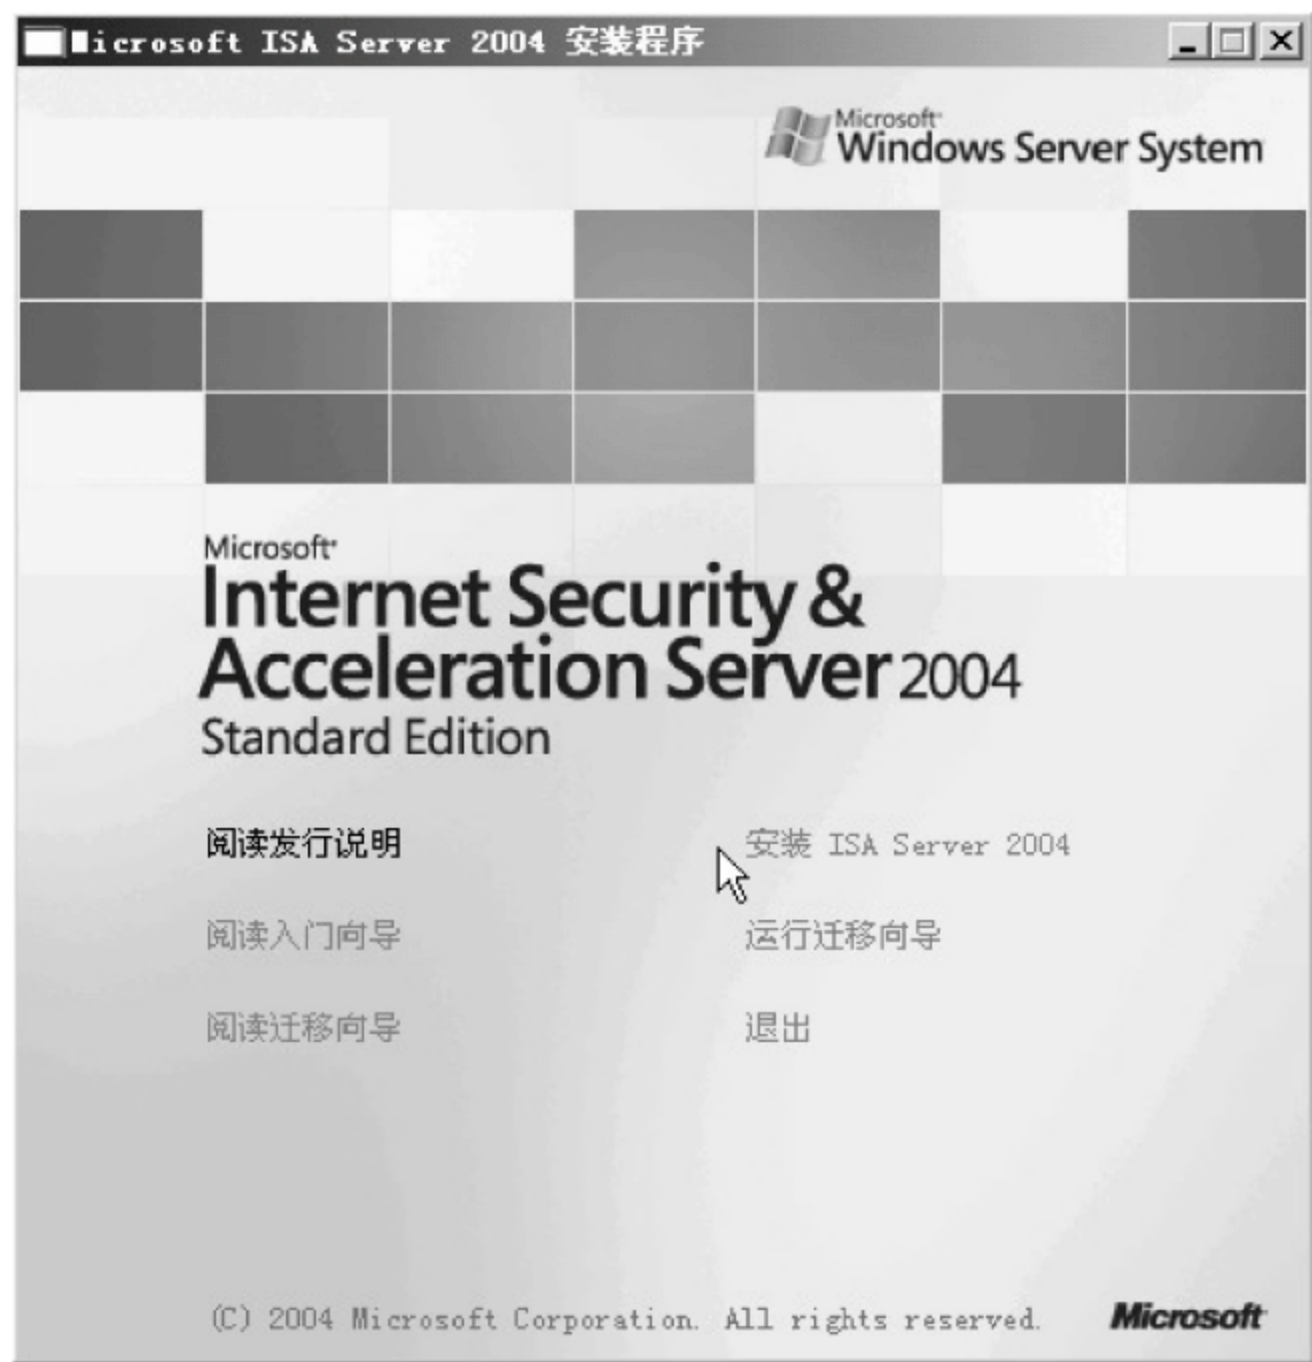 Microsoft ISA Server 2004 安装程序
Microsoft
Windows Server System
Microsoft
Internet Security &
Acceleration Server 2004
Standard Edition
阅读发行说明
安装 ISA Server 2004
阅读入门向导
运行迁移向导
阅读迁移向导
退出
(C) 2004 Microsoft Corporation. All rights reserved.
Microsoft